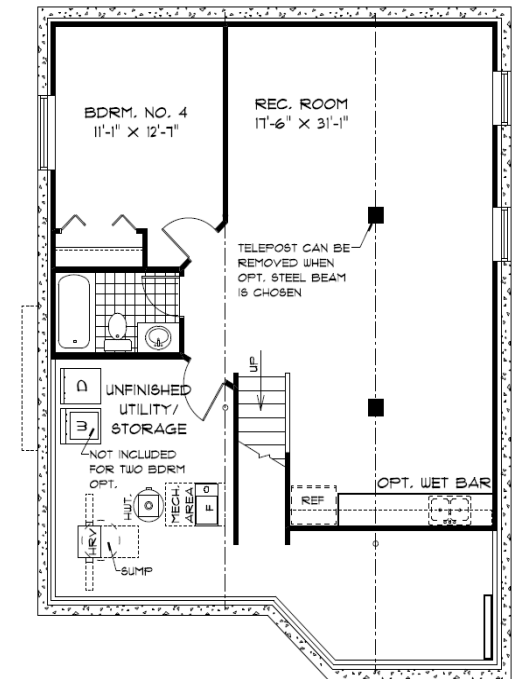 BDRM. NO. 4
11'-1" X 12'-7"
REC. ROOM
17'-6" X 31'-1"
TELEPOST CAN BE
REMOVED WHEN
OPT. STEEL BEAM
IS CHOSEN
UP
D
UNFINISHED
UTILITY/
STORAGE
W
NOT INCLUDED
FOR TWO BDRM
OPT.
OPT. WET BAR
REF
HWT.
MECH.
AREA
F
HRV
SUMP